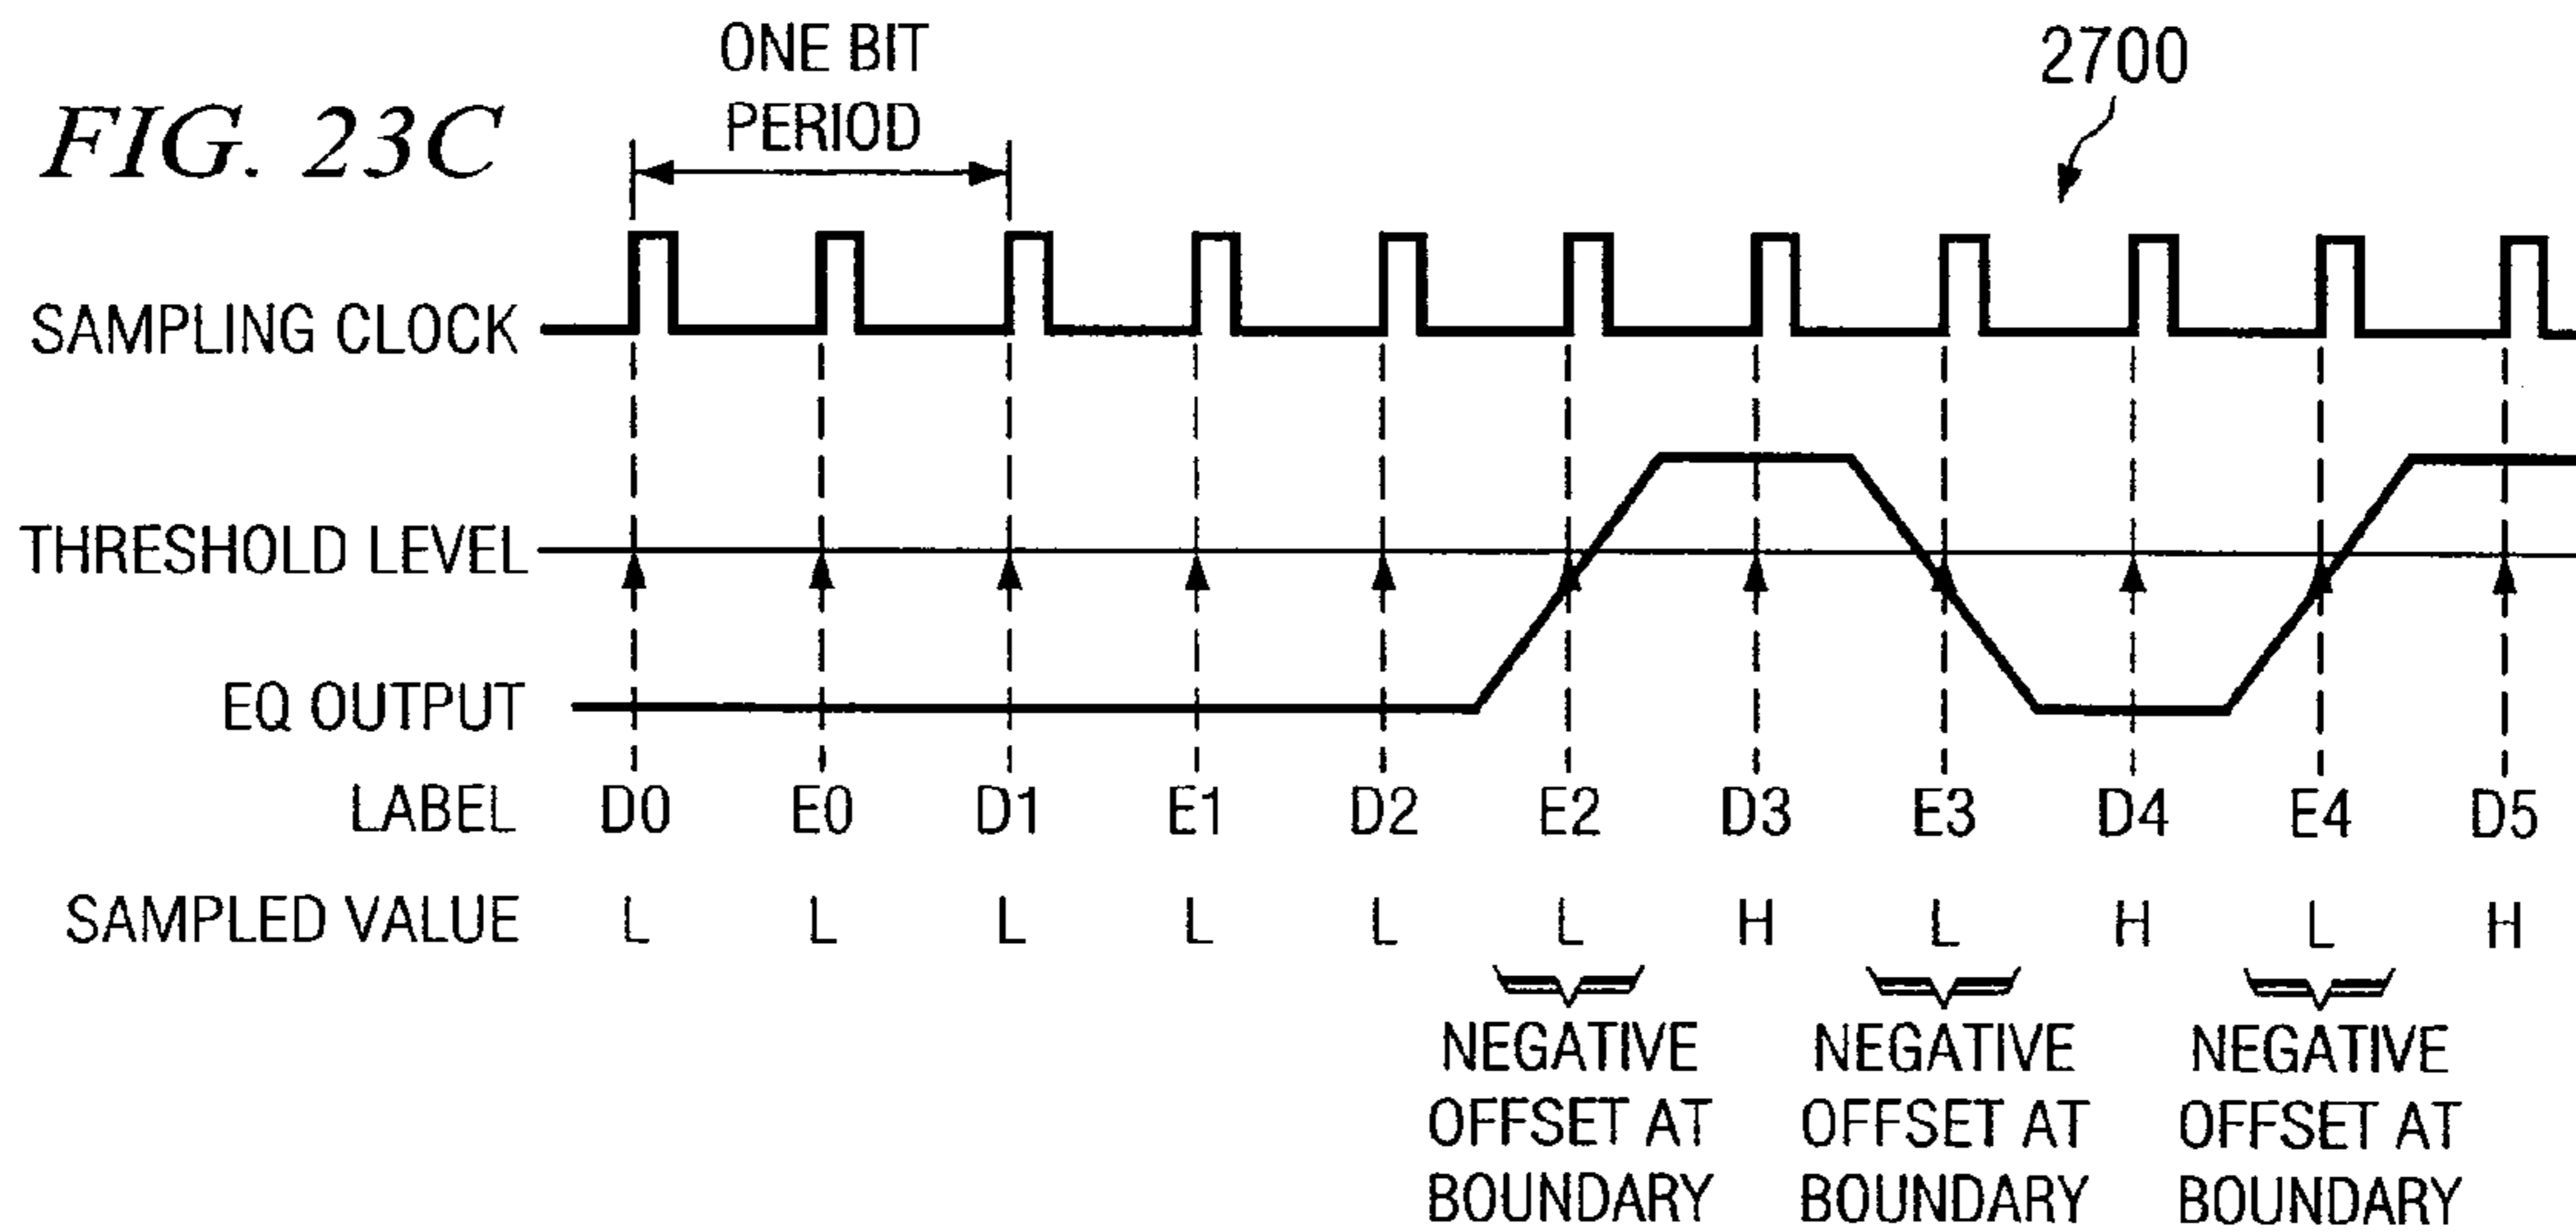 FIG. 23C
ONE BIT
PERIOD
2700
SAMPLING CLOCK
THRESHOLD LEVEL
EQ OUTPUT
LABEL D0 E0 D1 E1 D2 E2 D3 E3 D4 E4 D5
SAMPLED VALUE L L L L L L H L H L H
NEGATIVE NEGATIVE NEGATIVE
OFFSET AT OFFSET AT OFFSET AT
BOUNDARY BOUNDARY BOUNDARY